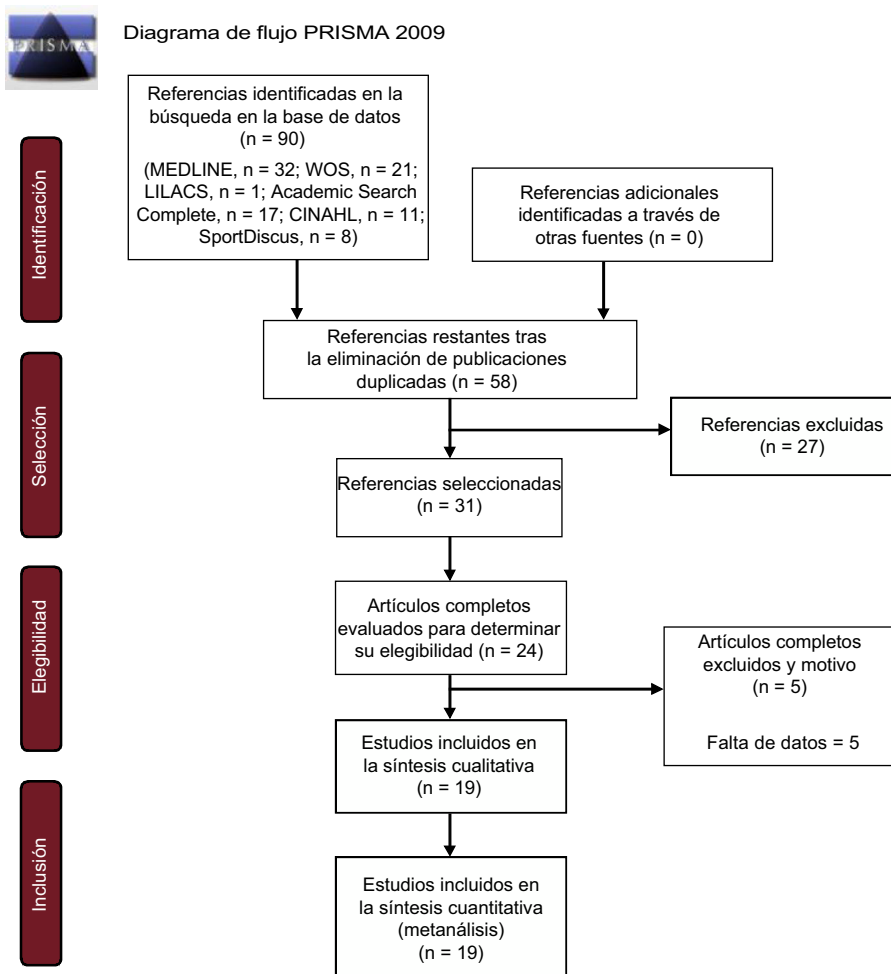 PRISMA
Diagrama de flujo PRISMA 2009
Referencias identificadas en la
búsqueda en la base de datos
(n = 90)
(MEDLINE, n = 32; WOS, n = 21;
LILACS, n = 1; Academic Search
Complete, n = 17; CINAHL, n = 11;
SportDiscus, n = 8)
Referencias adicionales
identificadas a través de
otras fuentes (n = 0)
Identificación
Referencias restantes tras
la eliminación de publicaciones
duplicadas (n = 58)
Selección
Referencias excluidas
(n = 27)
Referencias seleccionadas
(n = 31)
Elegibilidad
Artículos completos
evaluados para determinar
su elegibilidad (n = 24)
Artículos completos
excluidos y motivo
(n = 5)
Falta de datos = 5
Estudios incluidos en
la síntesis cualitativa
(n = 19)
Inclusión
Estudios incluidos en
la síntesis cuantitativa
(metanálisis)
(n = 19)